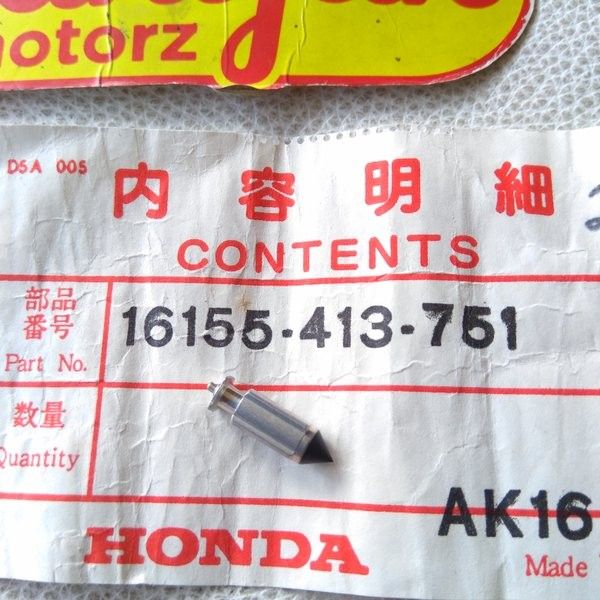 motorz
D5A 005
内容明細
CONTENTS
部品
番号
Part No.
16155-413-751
数量
Quantity
AK16
HONDA
Made